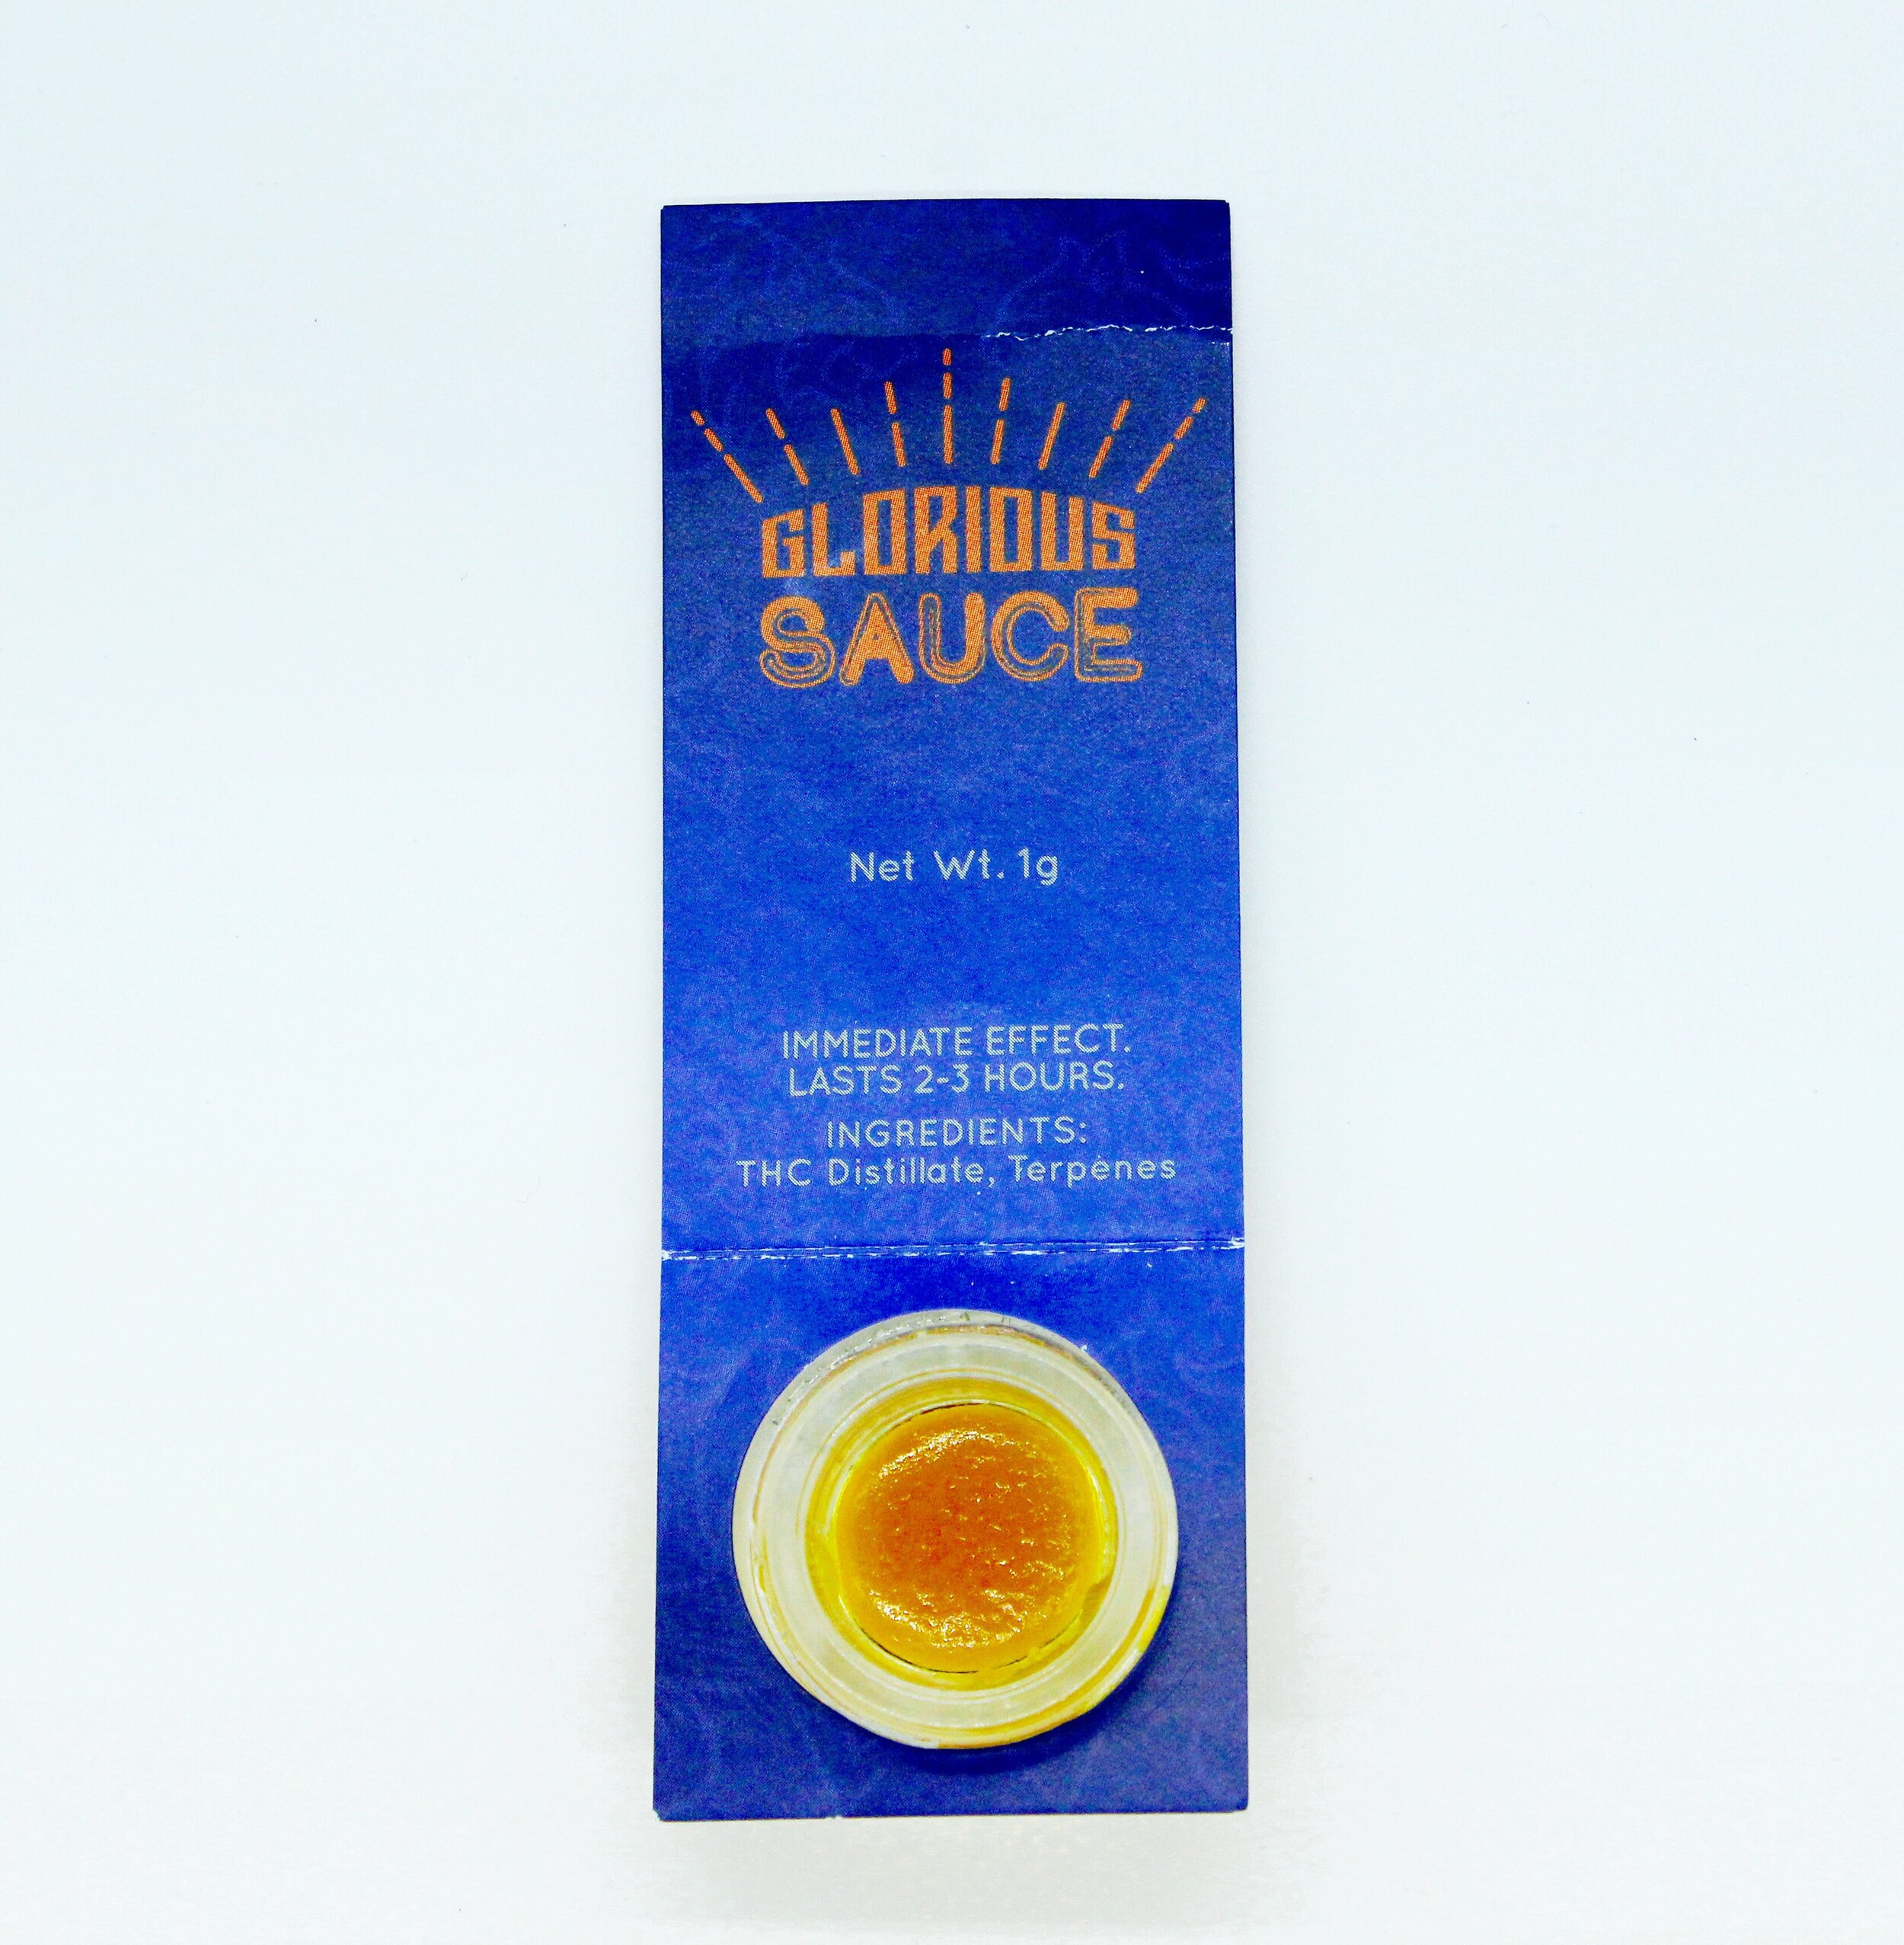 GLORIOUS
SAUCE
Net Wt. 1g
IMMEDIATE EFFECT.
LASTS 2-3 HOURS.
INGREDIENTS:
THC Distillate, Terpenes